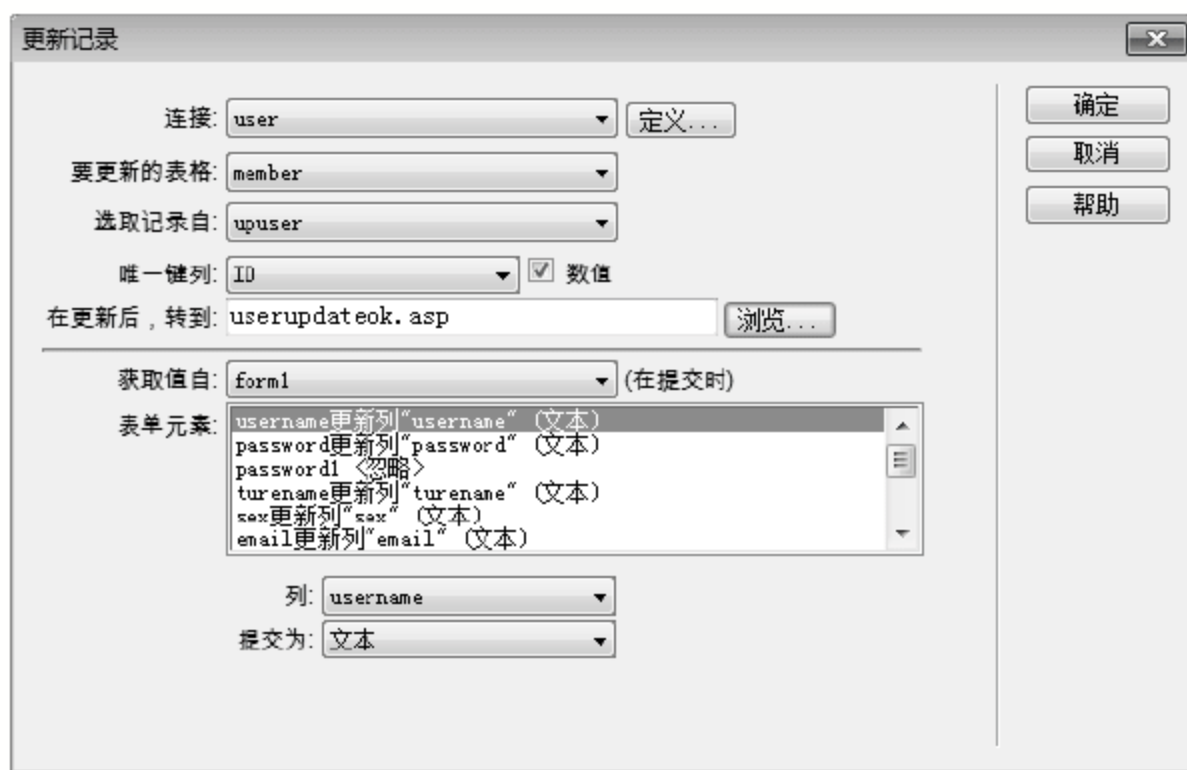 更新记录
连接: user 定义...
要更新的表格: member
选取记录自: upuser
唯一键列: ID 数值
在更新后，转到: userupdateok.asp 浏览...
获取值自: form1 (在提交时)
表单元素: username更新列"username" (文本)
password更新列"password" (文本)
password1 <忽略>
turename更新列"turename" (文本)
sex更新列"sex" (文本)
email更新列"email" (文本)
列: username
提交为: 文本
确定
取消
帮助